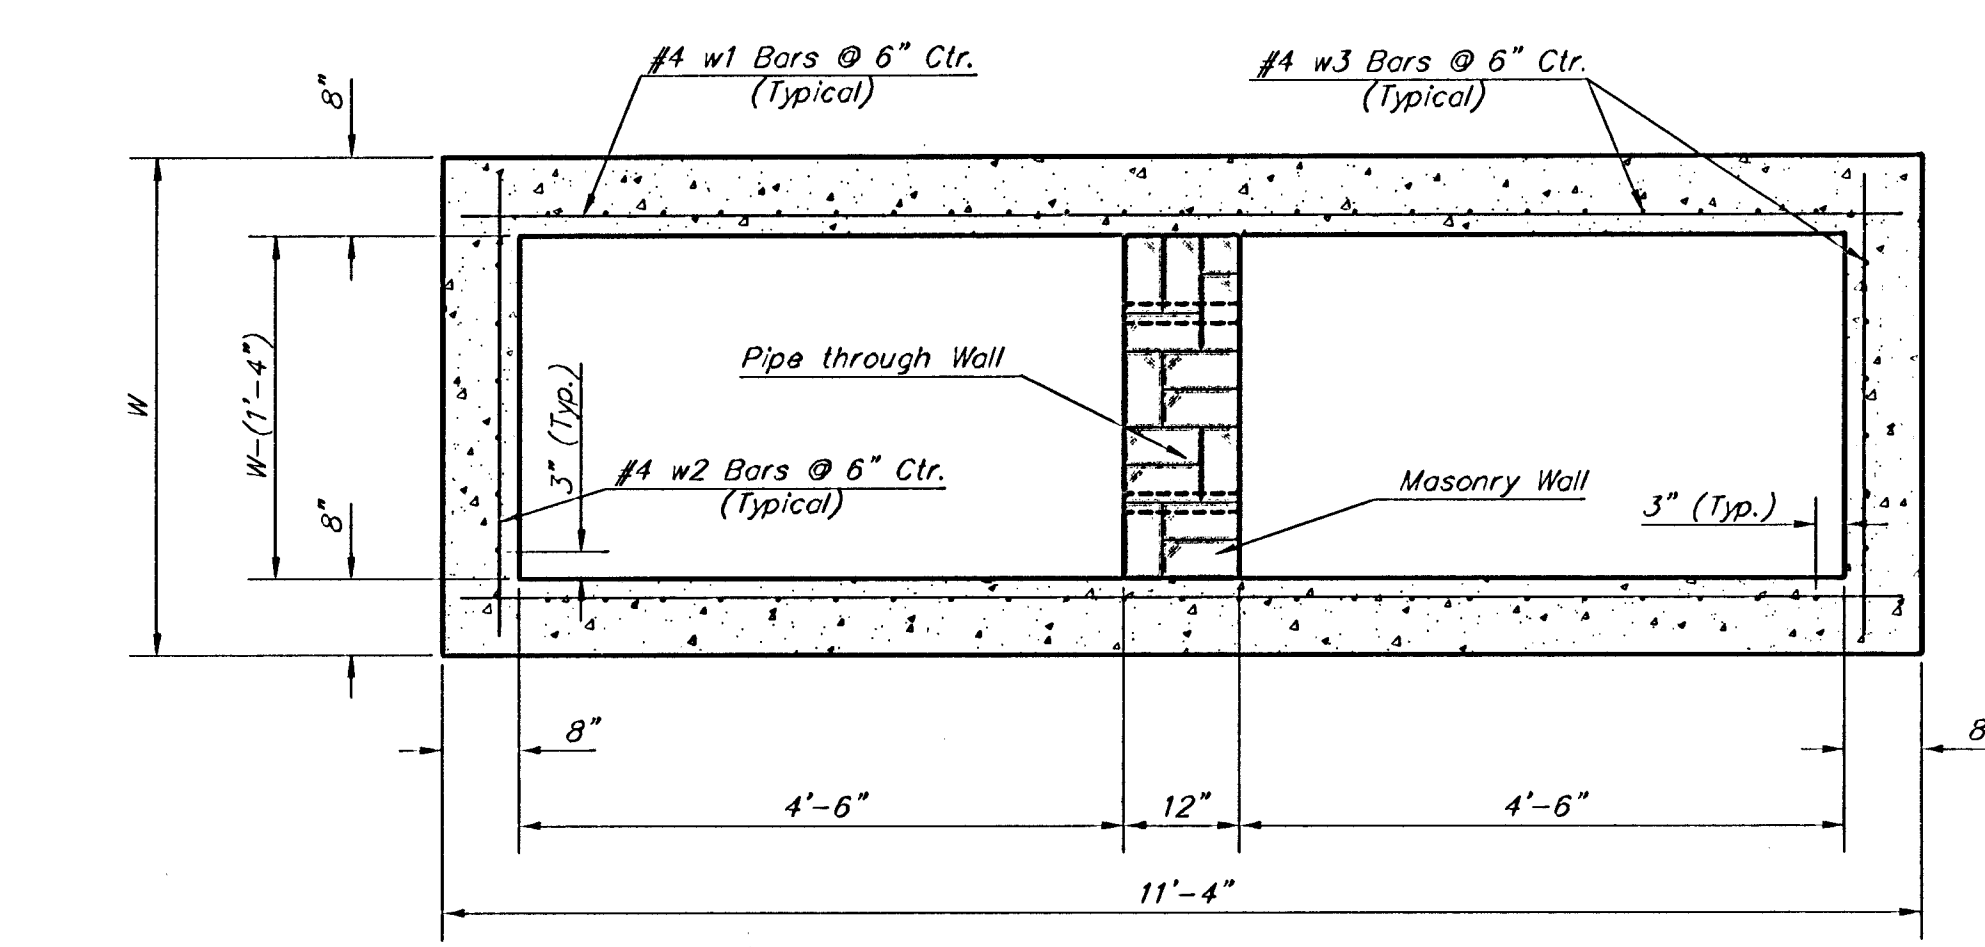 #4 w1 Bars @ 6" Ctr.
(Typical)
#4 w3 Bars @ 6" Ctr.
(Typical)
8"
W
W-(1'-4")
8"
3" (Typ.)
Pipe through Wall
#4 w2 Bars @ 6" Ctr.
(Typical)
Masonry Wall
3" (Typ.)
8"
8
4'-6"
12"
4'-6"
11'-4"